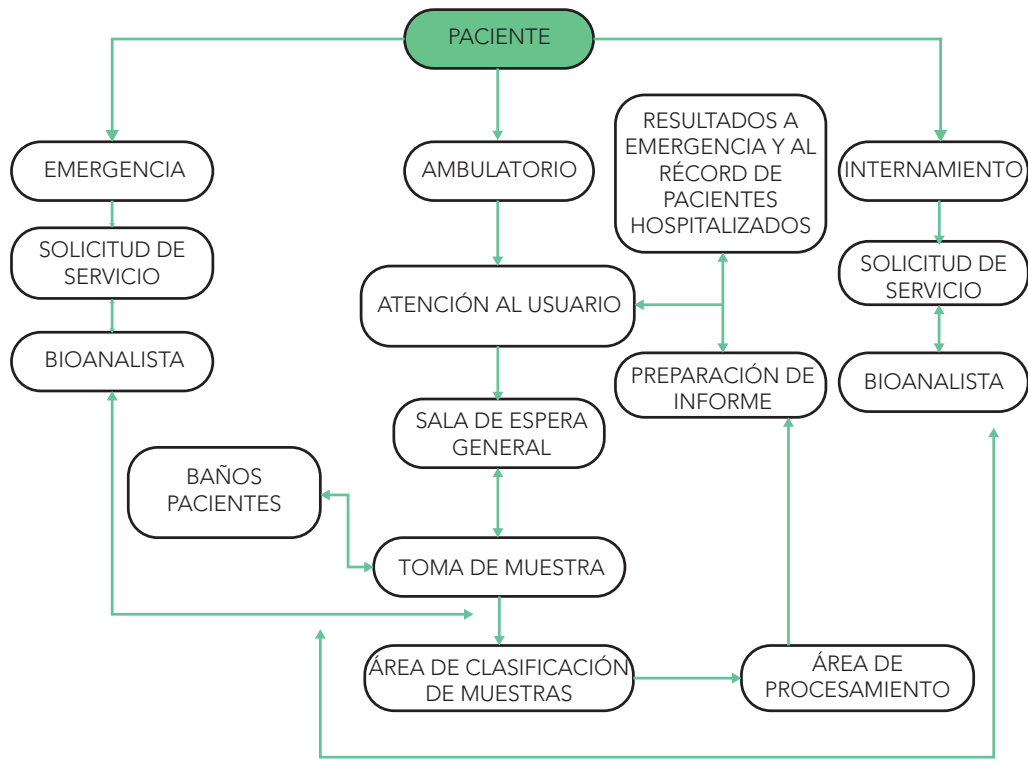 PACIENTE
EMERGENCIA
SOLICITUD DE
SERVICIO
BIOANALISTA
AMBULATORIO
ATENCIÓN AL USUARIO
SALA DE ESPERA
GENERAL
BAÑOS
PACIENTES
TOMA DE MUESTRA
ÁREA DE CLASIFICACIÓN
DE MUESTRAS
ÁREA DE
PROCESAMIENTO
PREPARACIÓN DE
INFORME
RESULTADOS A
EMERGENCIA Y AL
RÉCORD DE
PACIENTES
HOSPITALIZADOS
INTERNAMIENTO
SOLICITUD DE
SERVICIO
BIOANALISTA